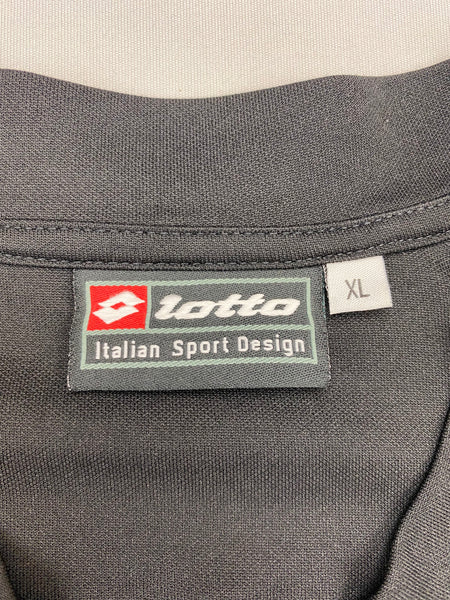 lotto
XL
Italian Sport Design